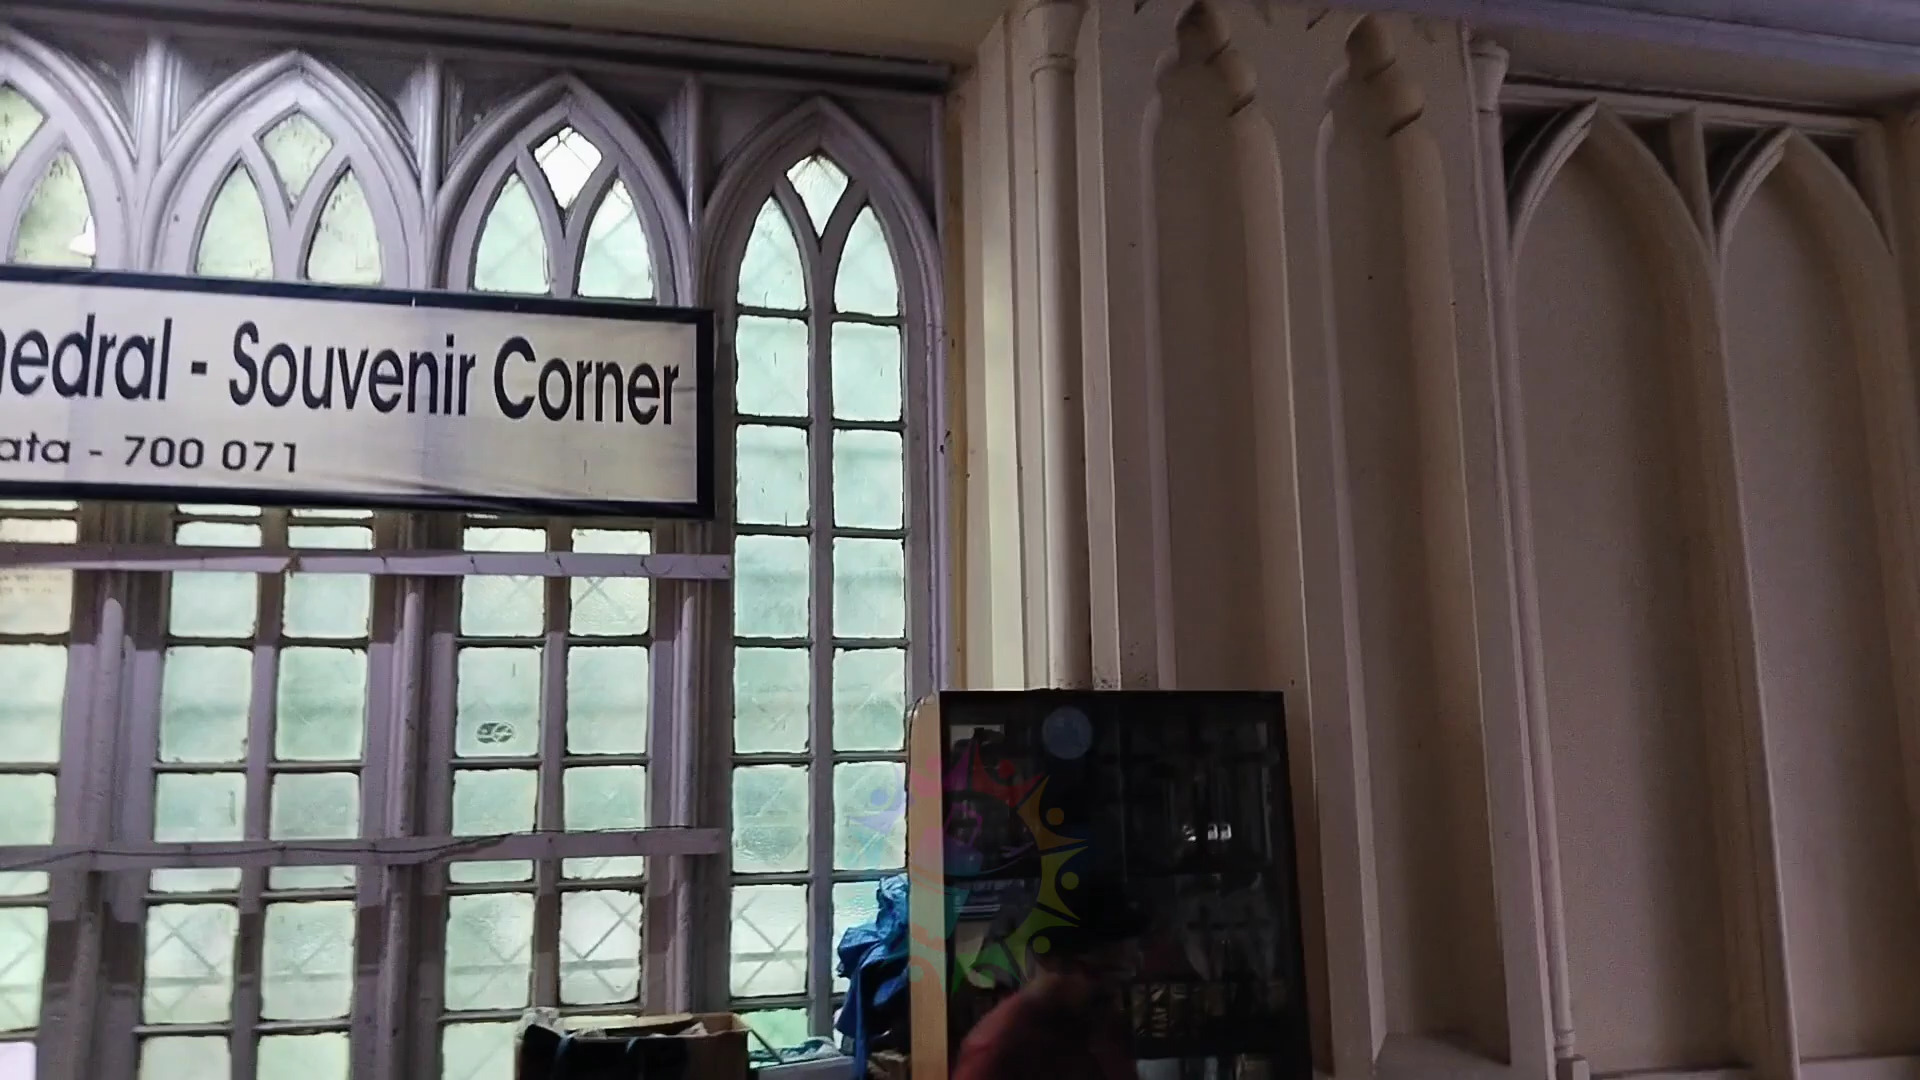 hedral - Souvenir Corner
ata - 700 071